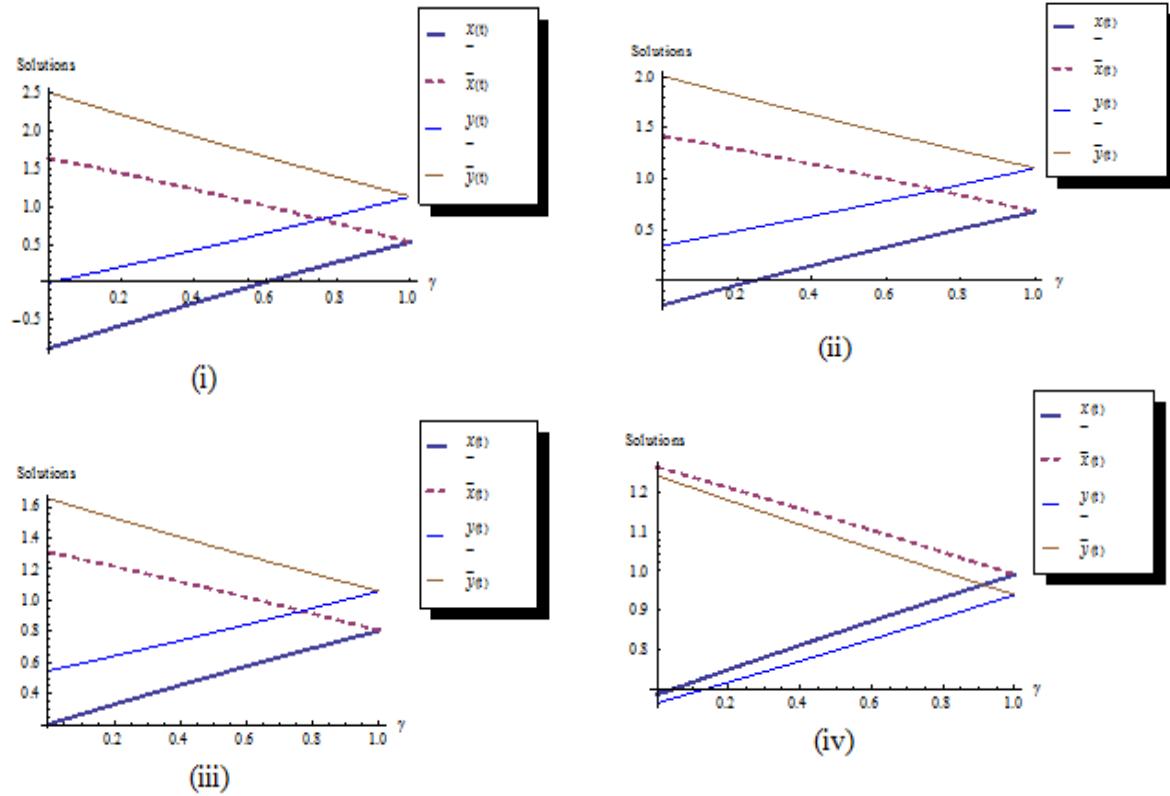 x(t)
x̄(t)
y(t)
ȳ(t)
Solutions
2.5
2.0
1.5
1.0
0.5
−0.5
0.2 0.4 0.6 0.8 1.0 γ
(i)
x(t)
x̄(t)
y(t)
ȳ(t)
Solutions
2.0
1.5
1.0
0.5
0.2 0.4 0.6 0.8 1.0 γ
(ii)
x(t)
x̄(t)
y(t)
ȳ(t)
Solutions
1.6
1.4
1.2
1.0
0.8
0.6
0.4
0.2 0.4 0.6 0.8 1.0 γ
(iii)
x(t)
x̄(t)
y(t)
ȳ(t)
Solutions
1.2
1.1
1.0
0.9
0.8
0.2 0.4 0.6 0.8 1.0 γ
(iv)